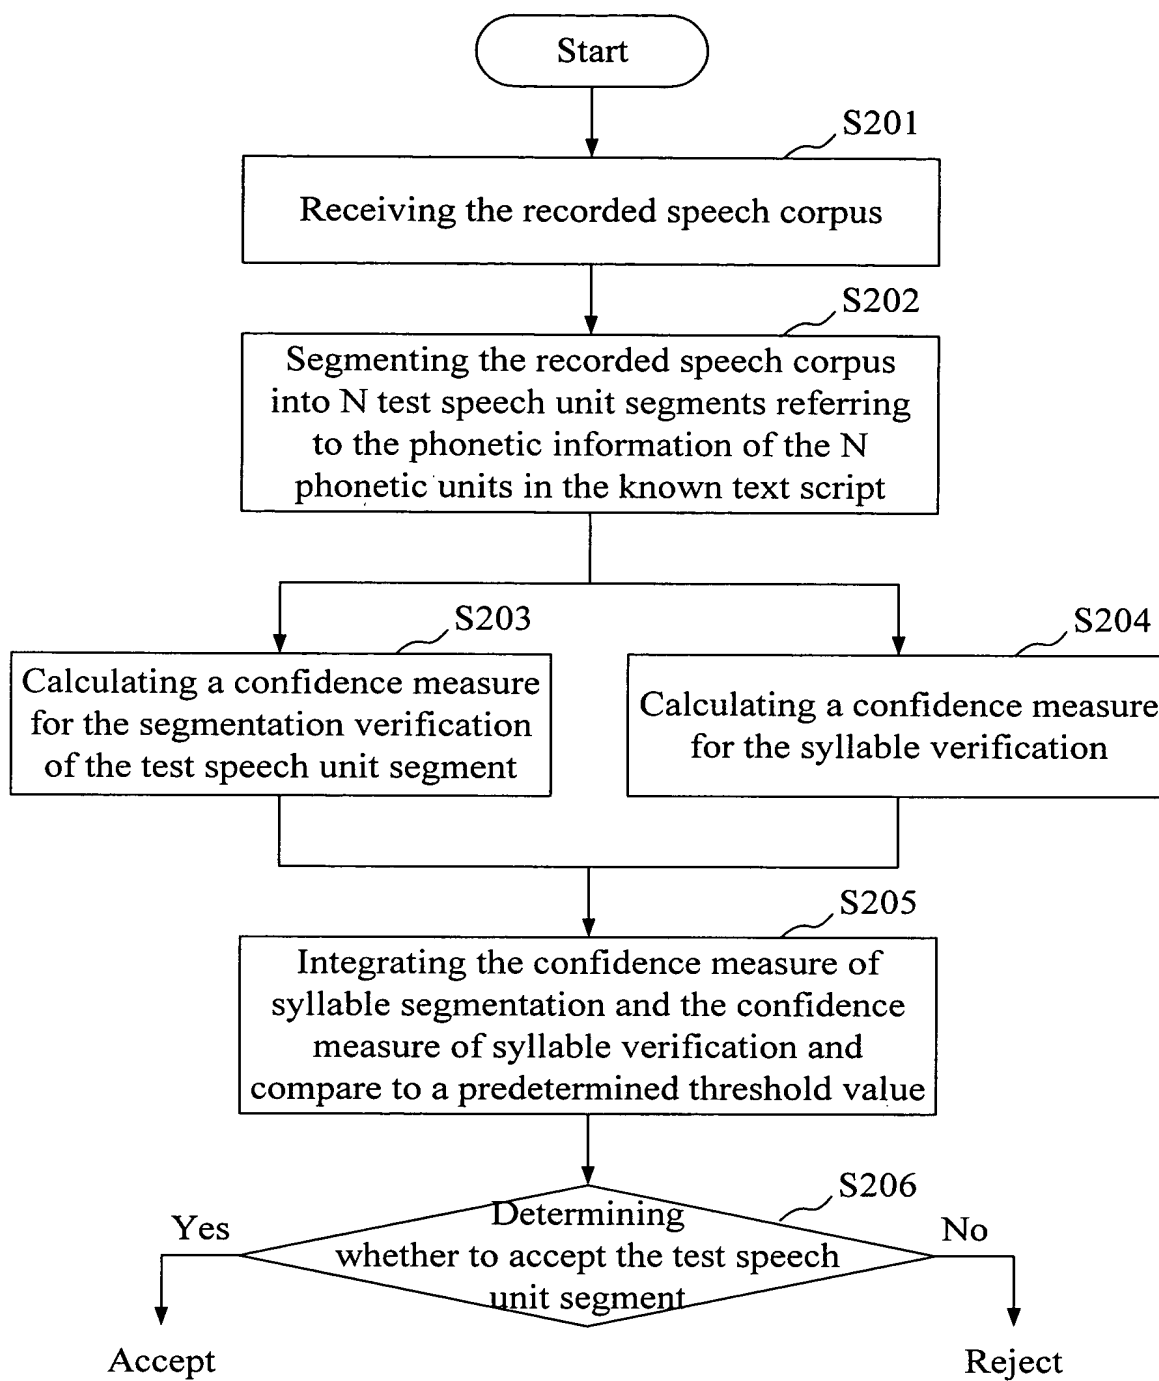 Start
S201
Receiving the recorded speech corpus
S202
Segmenting the recorded speech corpus
into N test speech unit segments referring
to the phonetic information of the N
phonetic units in the known text script
S203
Calculating a confidence measure
for the segmentation verification
of the test speech unit segment
S204
Calculating a confidence measure
for the syllable verification
S205
Integrating the confidence measure of
syllable segmentation and the confidence
measure of syllable verification and
compare to a predetermined threshold value
S206
Determining
whether to accept the test speech
unit segment
Yes
No
Accept
Reject